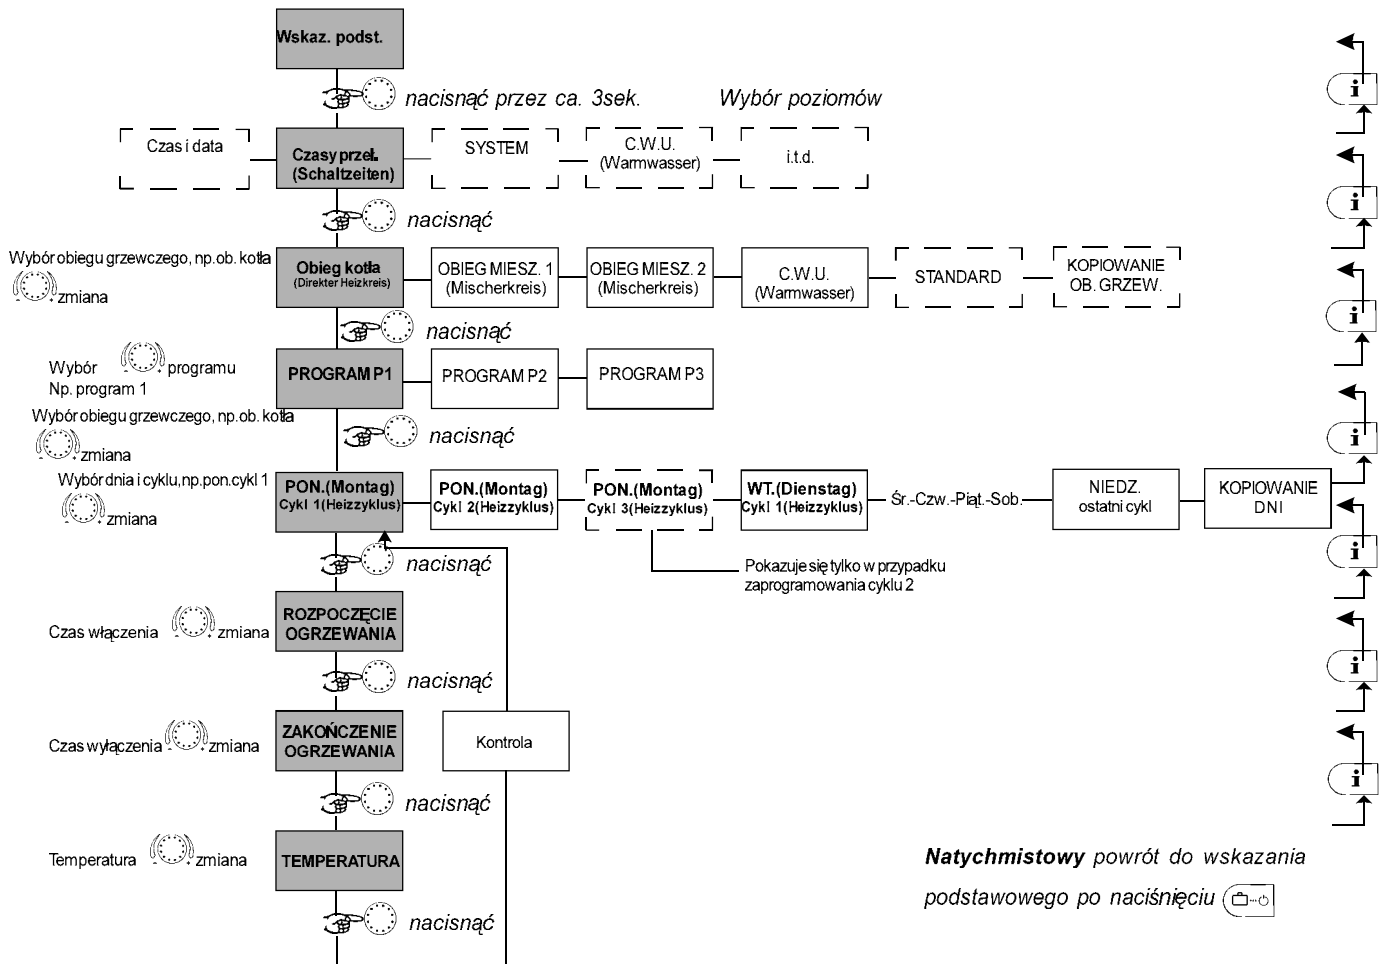 Wskaz. podst.
nacisnąć przez ca. 3sek.
Wybór poziomów
i
Czas i data
Czasy przeł.
(Schaltzeiten)
SYSTEM
C.W.U.
(Warmwasser)
i.t.d.
i
nacisnąć
Wybór obiegu grzewczego, np. ob. kotła
zmiana
Obieg kotła
(Direkter Heizkreis)
OBIEG MIESZ. 1
(Mischerkreis)
OBIEG MIESZ. 2
(Mischerkreis)
C.W.U.
(Warmwasser)
STANDARD
KOPIOWANIE
OB. GRZEW.
i
nacisnąć
Wybór programu
Np. program 1
PROGRAM P1
PROGRAM P2
PROGRAM P3
Wybór obiegu grzewczego, np. ob. kotła
zmiana
nacisnąć
i
Wybór dnia i cyklu, np. pon. cykl 1
zmiana
PON.(Montag)
Cykl 1(Heizzyklus)
PON.(Montag)
Cykl 2(Heizzyklus)
PON.(Montag)
Cykl 3(Heizzyklus)
WT.(Dienstag)
Cykl 1(Heizzyklus)
Śr.-Czw.-Piąt.-Sob.
NIEDZ.
ostatni cykl
KOPIOWANIE
DNI
nacisnąć
Pokazuje się tylko w przypadku
zaprogramowania cyklu 2
i
Czas włączenia zmiana
ROZPOCZĘCIE
OGRZEWANIA
nacisnąć
i
Czas wyłączenia zmiana
ZAKOŃCZENIE
OGRZEWANIA
Kontrola
nacisnąć
i
Temperatura zmiana
TEMPERATURA
nacisnąć
Natychmistowy powrót do wskazania
podstawowego po naciśnięciu